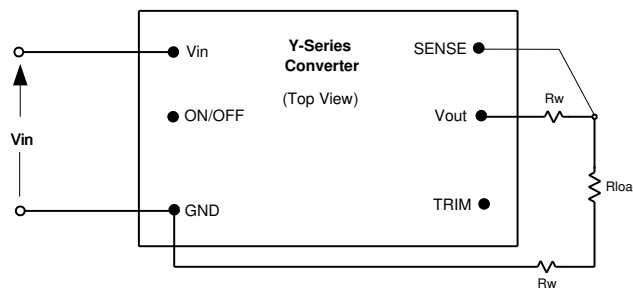 Y-Series
Converter
(Top View)
Vin
SENSE
ON/OFF
Vout
Rw
Vin
Rloa
GND
TRIM
Rw